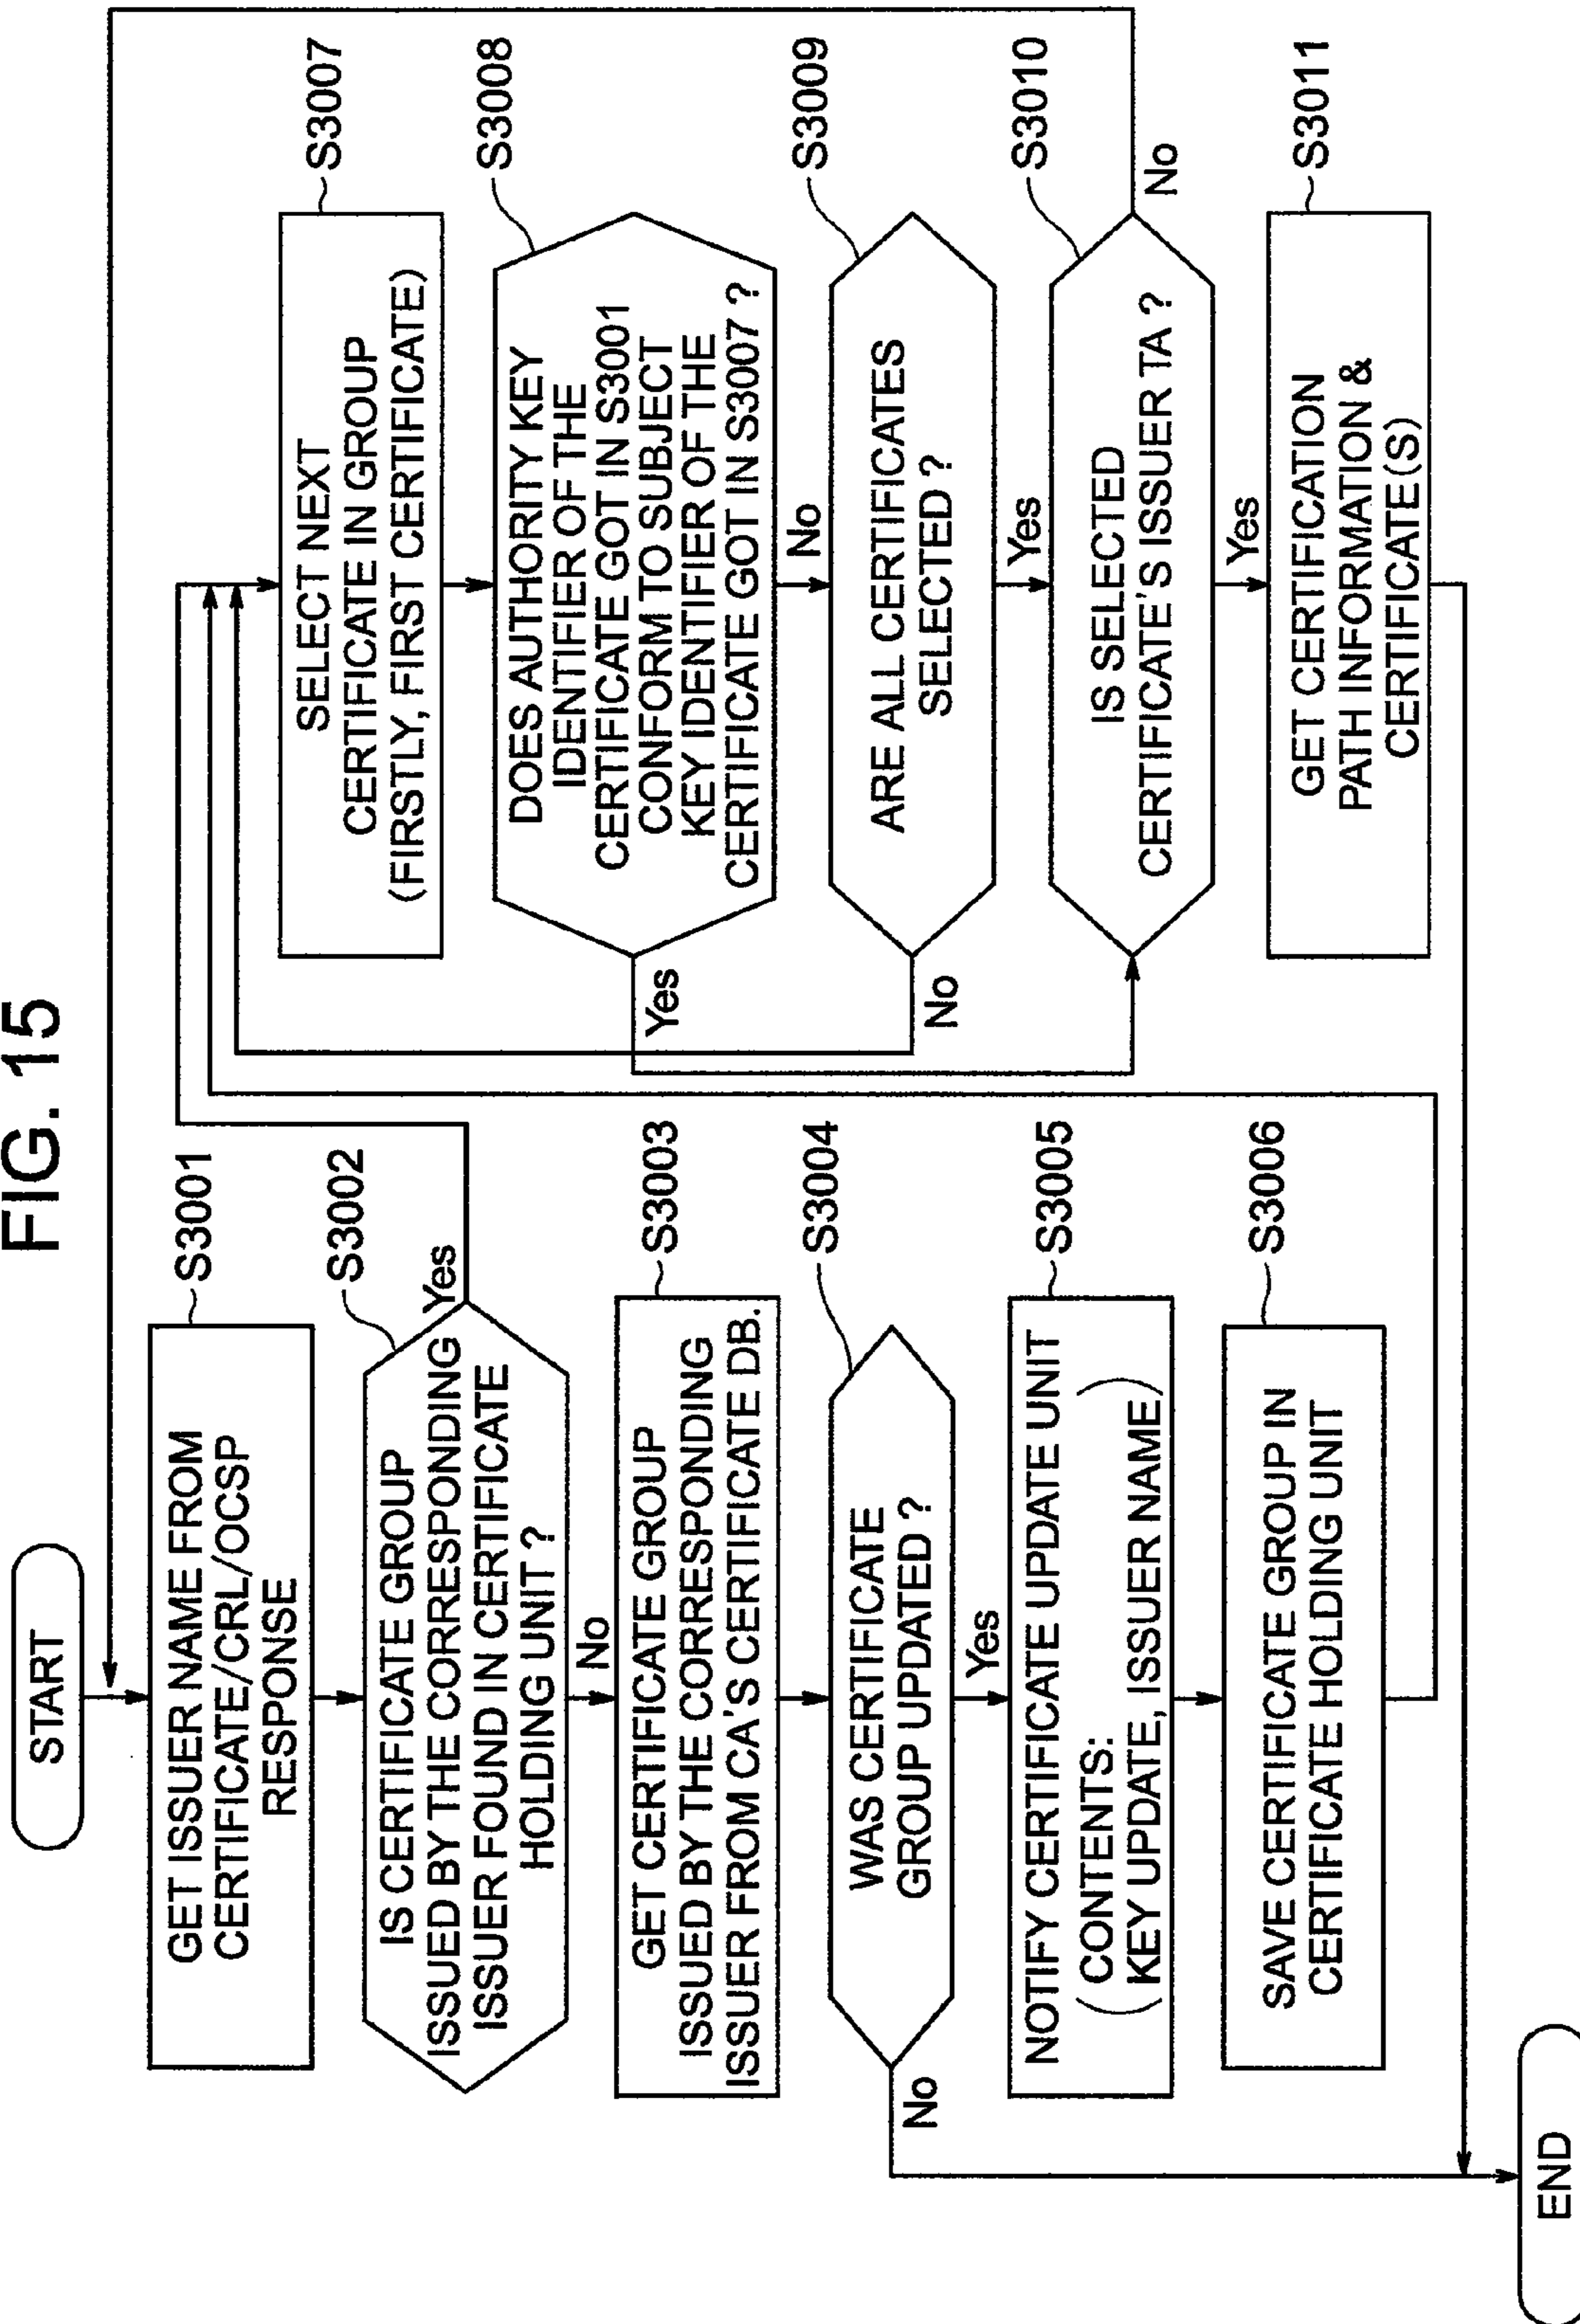 FIG. 15
START
S3001
GET ISSUER NAME FROM
CERTIFICATE/CRL/OCSP
RESPONSE
S3002
IS CERTIFICATE GROUP
ISSUED BY THE CORRESPONDING
ISSUER FOUND IN CERTIFICATE
HOLDING UNIT ?
Yes
No
S3003
GET CERTIFICATE GROUP
ISSUED BY THE CORRESPONDING
ISSUER FROM CA'S CERTIFICATE DB.
S3004
WAS CERTIFICATE
GROUP UPDATED ?
No
Yes
S3005
NOTIFY CERTIFICATE UPDATE UNIT
(CONTENTS:
KEY UPDATE, ISSUER NAME)
S3006
SAVE CERTIFICATE GROUP IN
CERTIFICATE HOLDING UNIT
END
S3007
SELECT NEXT
CERTIFICATE IN GROUP
(FIRSTLY, FIRST CERTIFICATE)
S3008
DOES AUTHORITY KEY
IDENTIFIER OF THE
CERTIFICATE GOT IN S3001
CONFORM TO SUBJECT
KEY IDENTIFIER OF THE
CERTIFICATE GOT IN S3007 ?
Yes
No
S3009
ARE ALL CERTIFICATES
SELECTED ?
No
Yes
S3010
IS SELECTED
CERTIFICATE'S ISSUER TA ?
No
Yes
S3011
GET CERTIFICATION
PATH INFORMATION &
CERTIFICATE(S)